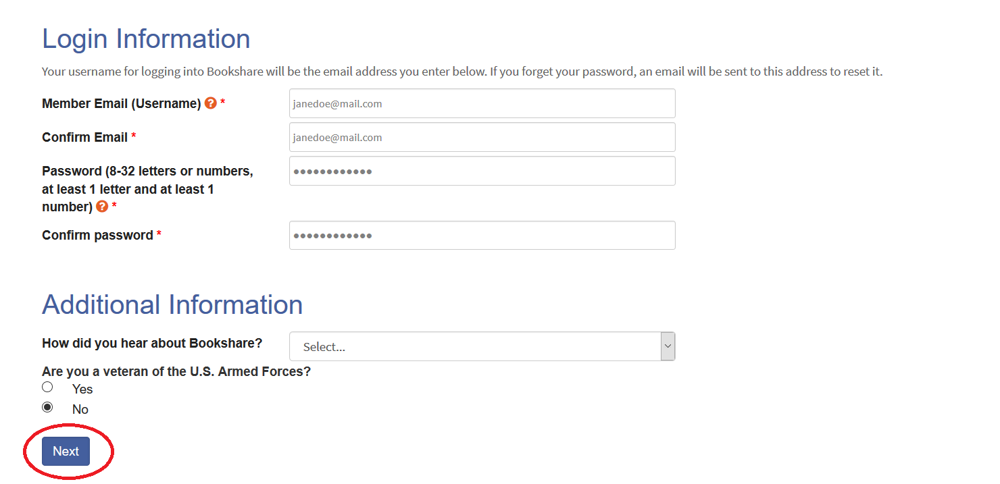 Login Information
Your username for logging into Bookshare will be the email address you enter below. If you forget your password, an email will be sent to this address to reset it.
Member Email (Username) ? *
janedoe@mail.com
Confirm Email *
janedoe@mail.com
Password (8-32 letters or numbers,
at least 1 letter and at least 1
number) ? *
••••••••••••
Confirm password *
••••••••••••
Additional Information
How did you hear about Bookshare?
Select...
Are you a veteran of the U.S. Armed Forces?
Yes
No
Next